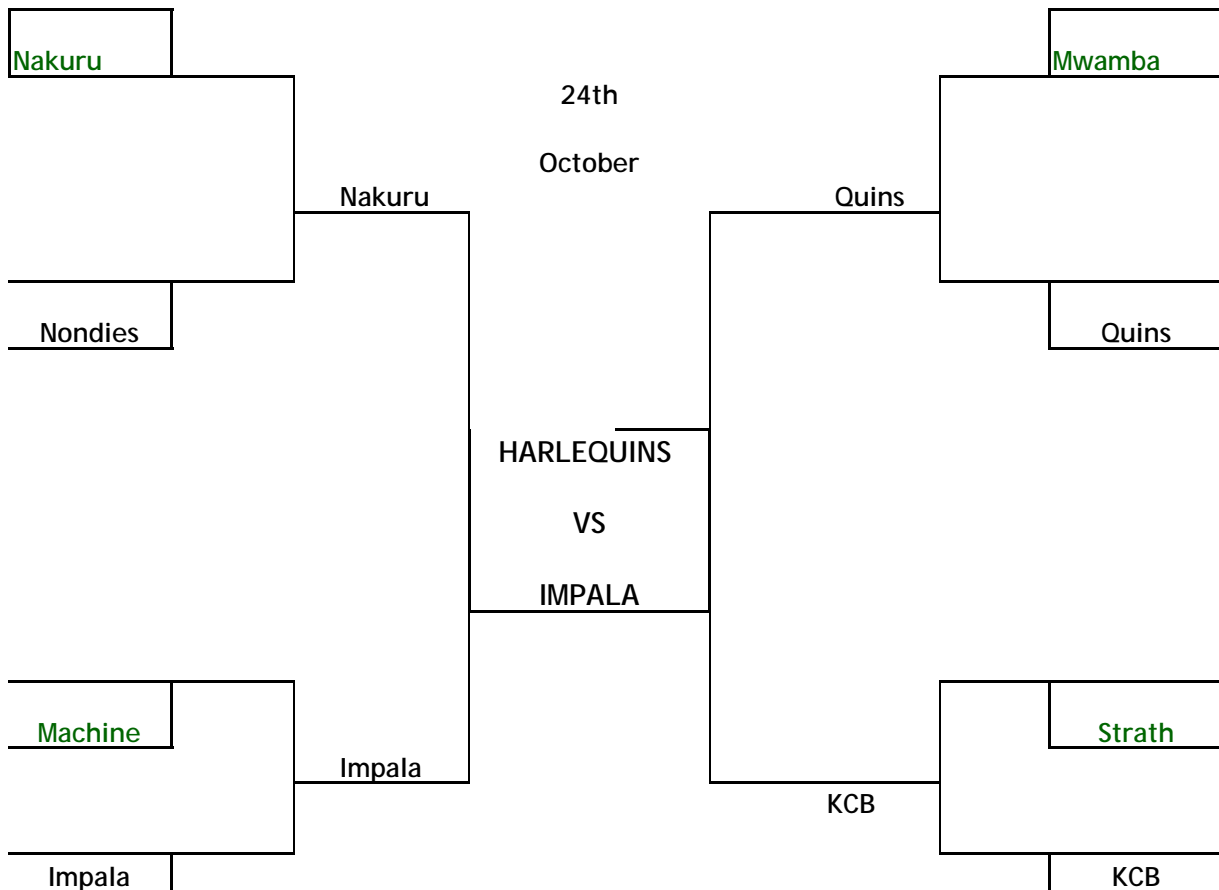 Nakuru
Mwamba
24th
October
Nakuru
Quins
Nondies
Quins
HARLEQUINS
VS
IMPALA
Machine
Strath
Impala
KCB
Impala
KCB